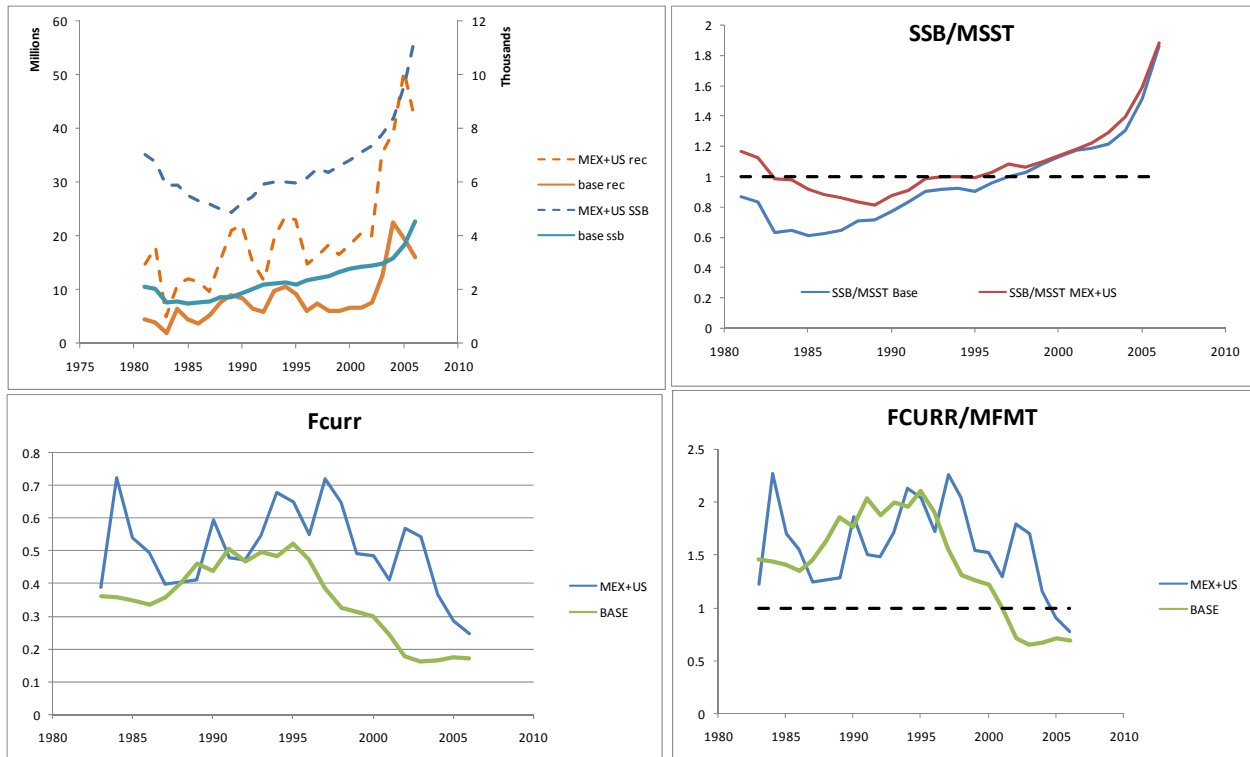 60
50
40
30
20
10
0
Millions
12
10
8
6
4
2
0
Thousands
1975 1980 1985 1990 1995 2000 2005 2010
MEX+US rec
base rec
MEX+US SSB
base ssb
SSB/MSST
2
1.8
1.6
1.4
1.2
1
0.8
0.6
0.4
0.2
0
SSB/MSST Base SSB/MSST MEX+US
1980 1985 1990 1995 2000 2005 2010
Fcurr
0.8
0.7
0.6
0.5
0.4
0.3
0.2
0.1
0
1980 1985 1990 1995 2000 2005 2010
MEX+US
BASE
FCURR/MFMT
2.5
2
1.5
1
0.5
0
1980 1985 1990 1995 2000 2005 2010
MEX+US
BASE